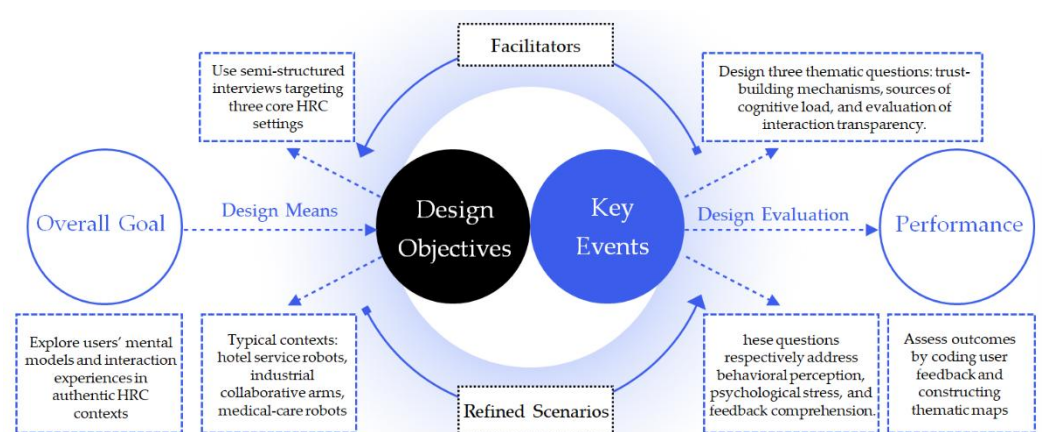 Facilitators
Use semi-structured
interviews targeting
three core HRC
settings
Design three thematic questions: trust-
building mechanisms, sources
of cognitive load, and evaluation of
interaction transparency.
Overall Goal
Design Means
Design
Objectives
Key
Events
Design Evaluation
Performance
Explore users' mental
models and interaction
experiences in
authentic HRC
contexts
Typical contexts:
hotel service robots,
industrial
collaborative arms,
medical-care robots
hese questions
respectively address
behavioral perception,
psychological stress, and
feedback comprehension.
Assess outcomes
by coding user
feedback and
constructing
thematic maps
Refined Scenarios